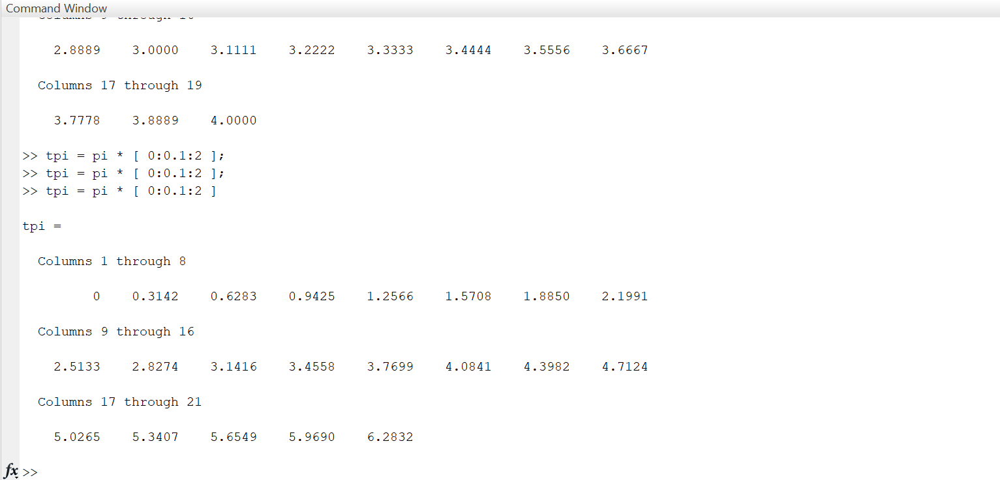 Command Window
2.8889 3.0000 3.1111 3.2222 3.3333 3.4444 3.5556 3.6667
Columns 17 through 19
3.7778 3.8889 4.0000
>> tpi = pi * [ 0:0.1:2 ];
>> tpi = pi * [ 0:0.1:2 ];
>> tpi = pi * [ 0:0.1:2 ]
tpi =
Columns 1 through 8
0 0.3142 0.6283 0.9425 1.2566 1.5708 1.8850 2.1991
Columns 9 through 16
2.5133 2.8274 3.1416 3.4558 3.7699 4.0841 4.3982 4.7124
Columns 17 through 21
5.0265 5.3407 5.6549 5.9690 6.2832
fx >>